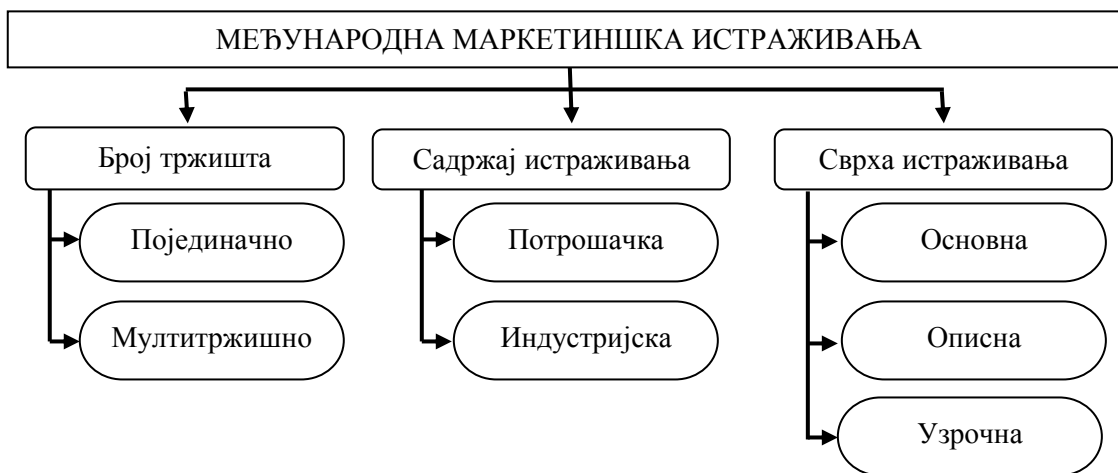 МЕЂУНАРОДНА МАРКЕТИНШКА ИСТРАЖИВАЊА
Број тржишта
Појединачно
Мултитржишно
Садржај истраживања
Потрошачка
Индустријска
Сврха истраживања
Основна
Описна
Узрочна